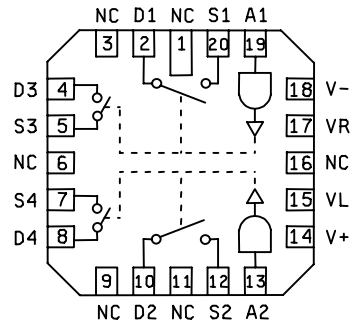 NC D1 NC S1 A1
3 2 1 20 19
D3 4 18 V-
S3 5 17 VR
NC 6 16 NC
S4 7 15 VL
D4 8 14 V+
9 10 11 12 13
NC D2 NC S2 A2